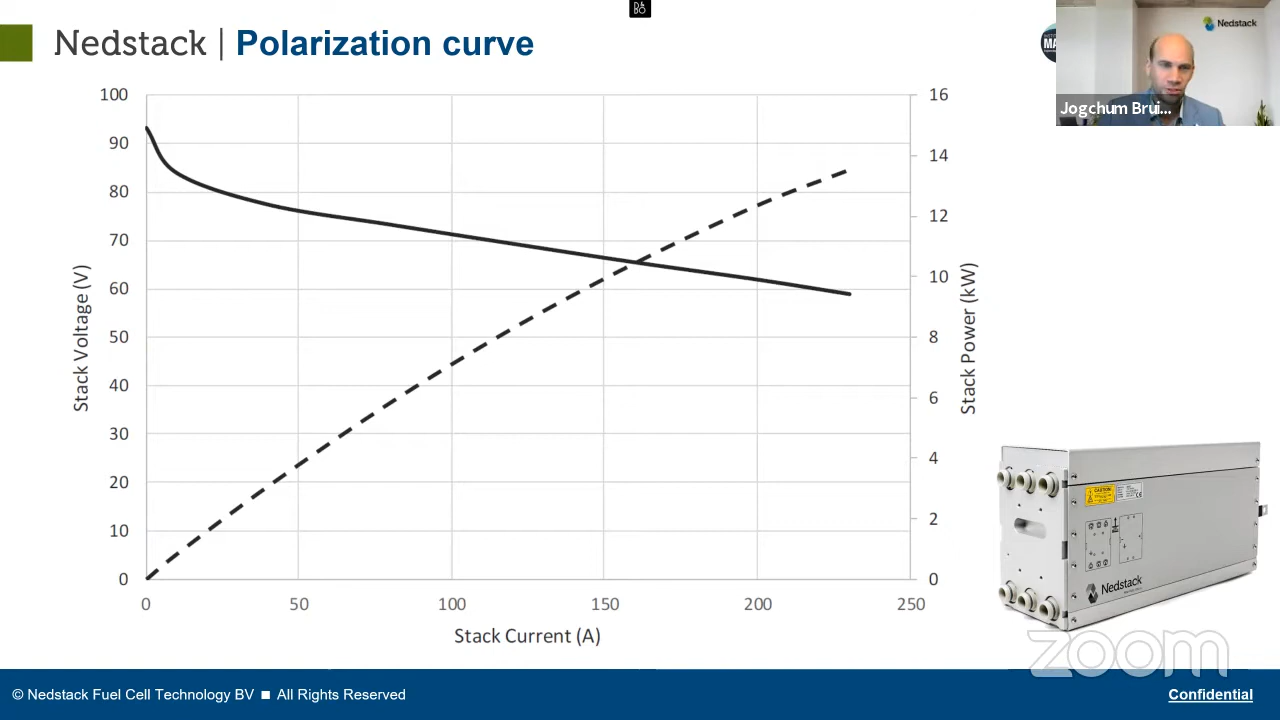 Nedstack | Polarization curve
Nedstack
Jogchum Brui...
100
90
80
70
60
50
40
30
20
10
0
16
14
12
10
8
6
4
2
0
Stack Voltage (V)
Stack Power (kW)
0 50 100 150 200 250
Stack Current (A)
CAUTION
Nedstack
zoom
© Nedstack Fuel Cell Technology BV ■ All Rights Reserved
Confidential